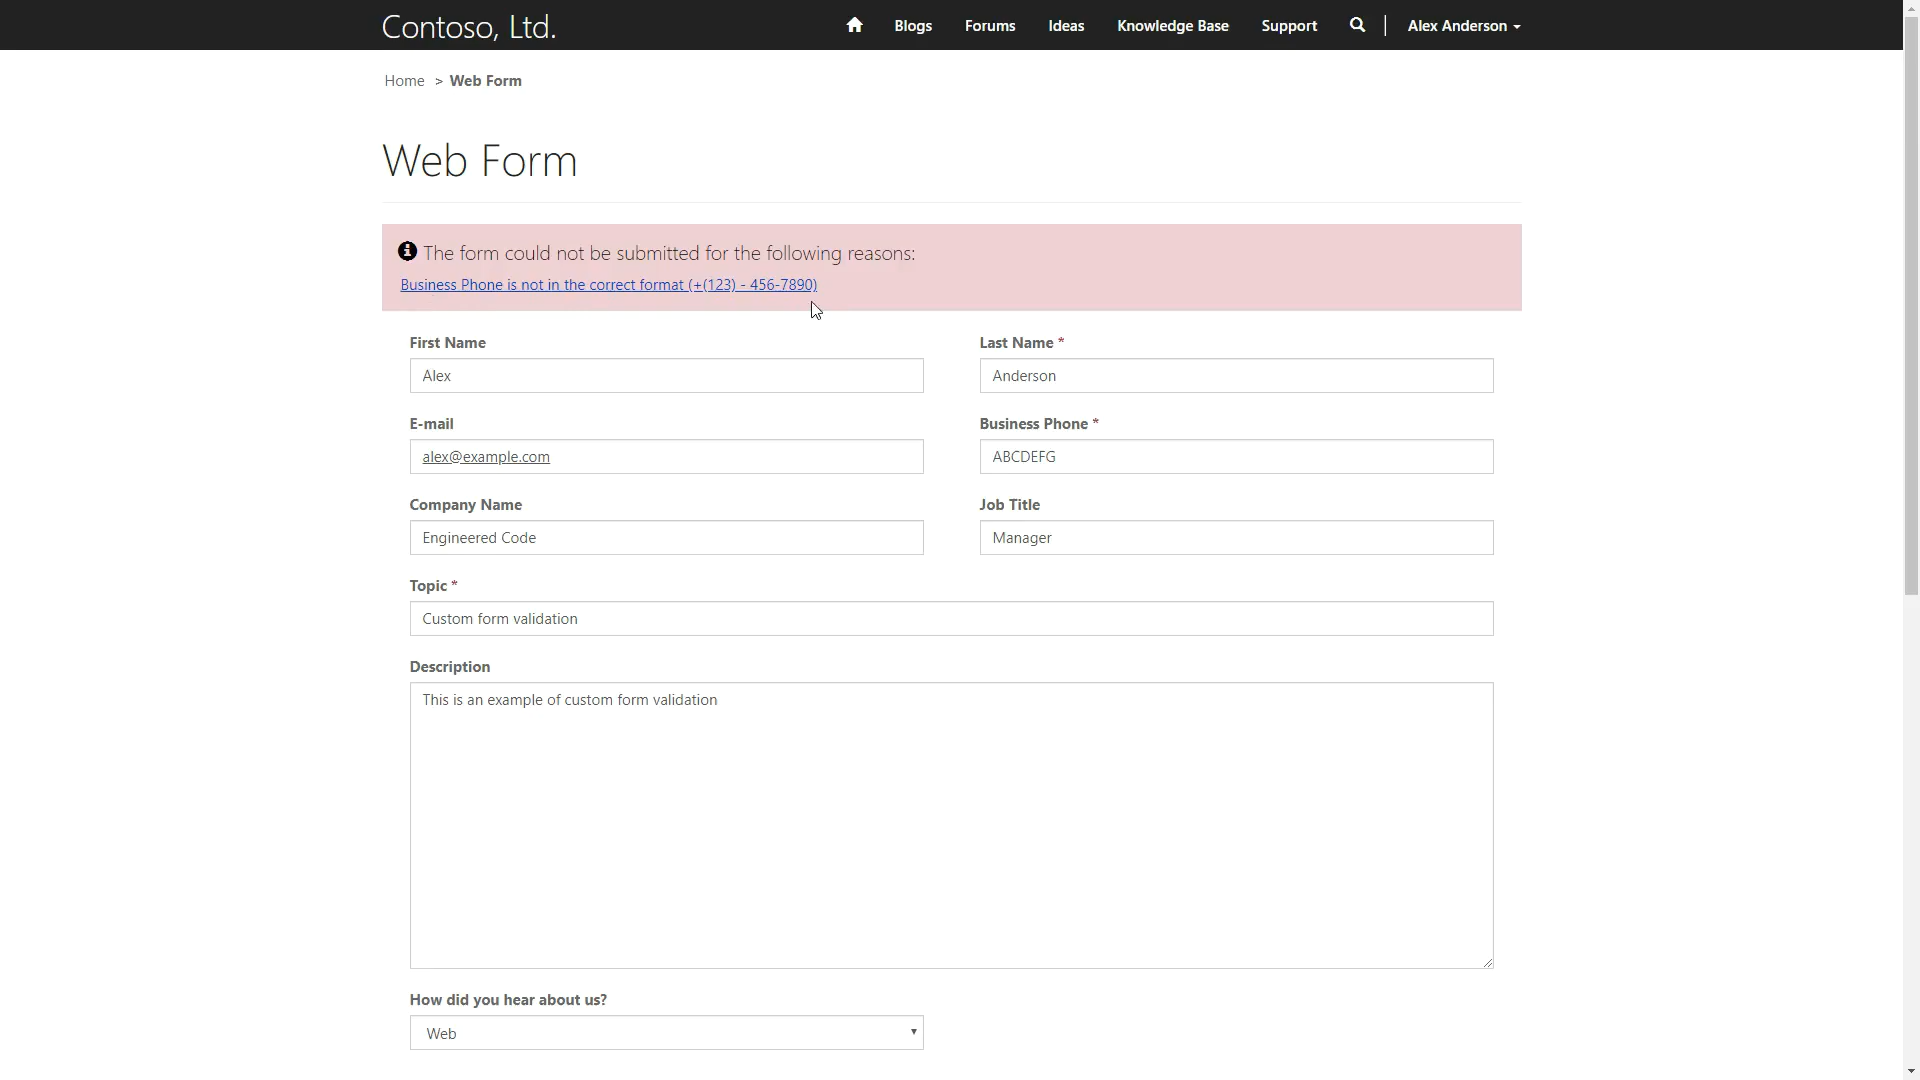 Contoso, Ltd.
Blogs Forums Ideas Knowledge Base Support Alex Anderson
Home > Web Form
Web Form
The form could not be submitted for the following reasons:
Business Phone is not in the correct format (+(123) - 456-7890)
First Name
Alex
Last Name *
Anderson
E-mail
alex@example.com
Business Phone *
ABCDEFG
Company Name
Engineered Code
Job Title
Manager
Topic *
Custom form validation
Description
This is an example of custom form validation
How did you hear about us?
Web